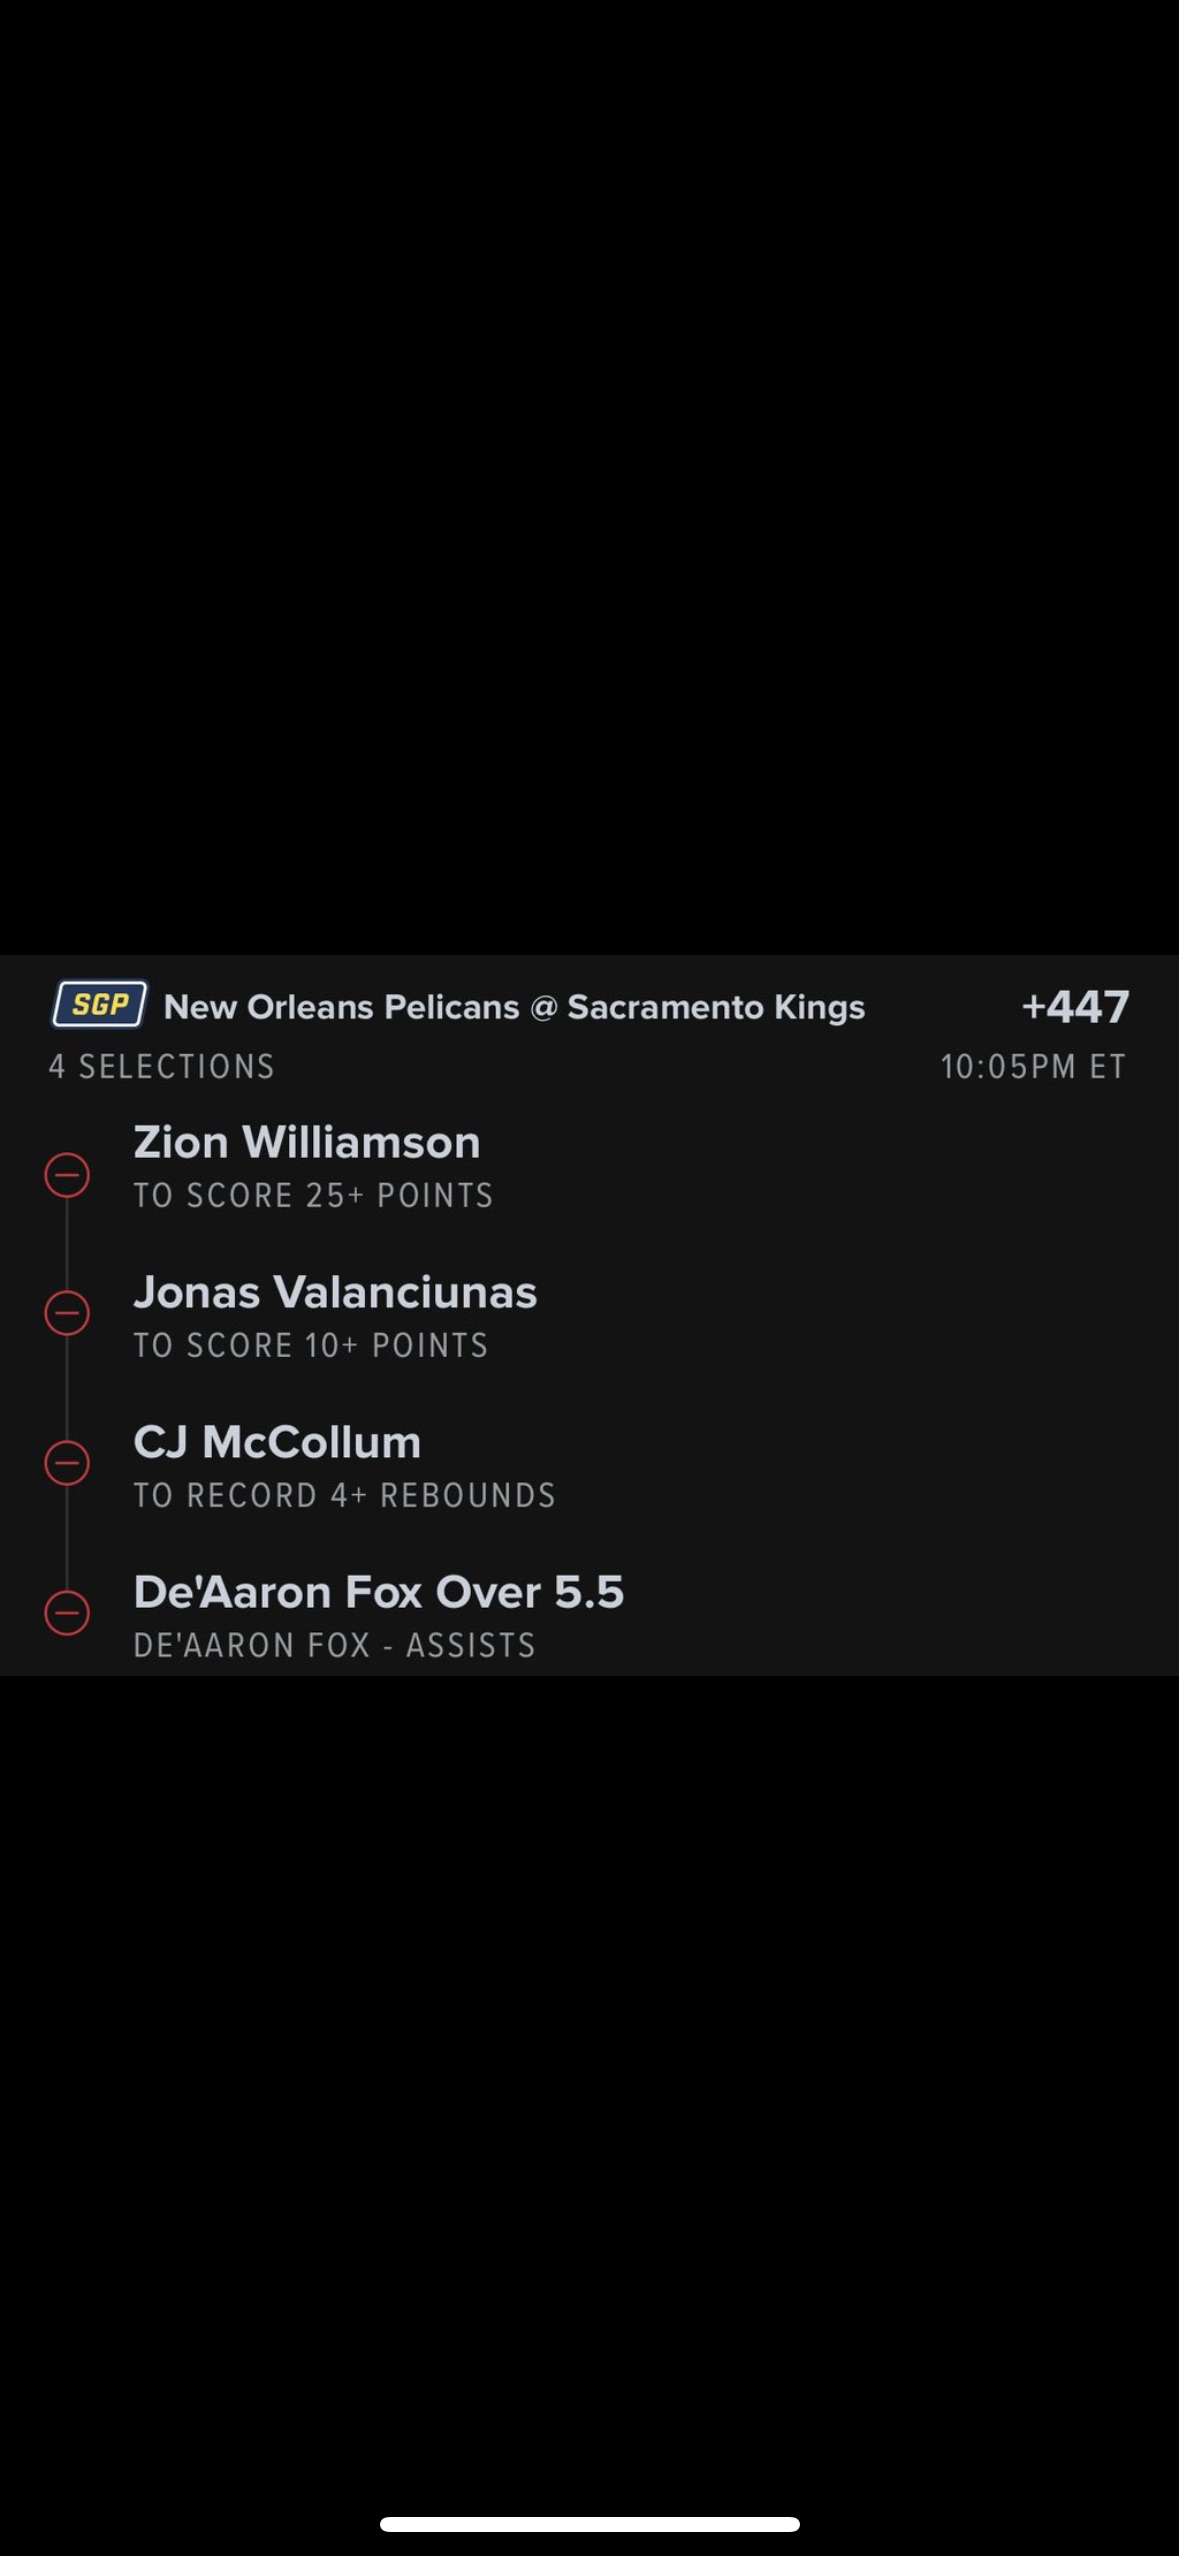 SGP New Orleans Pelicans @ Sacramento Kings +447
4 SELECTIONS 10:05PM ET
Zion Williamson
TO SCORE 25+ POINTS
Jonas Valanciunas
TO SCORE 10+ POINTS
CJ McCollum
TO RECORD 4+ REBOUNDS
De'Aaron Fox Over 5.5
DE'AARON FOX - ASSISTS